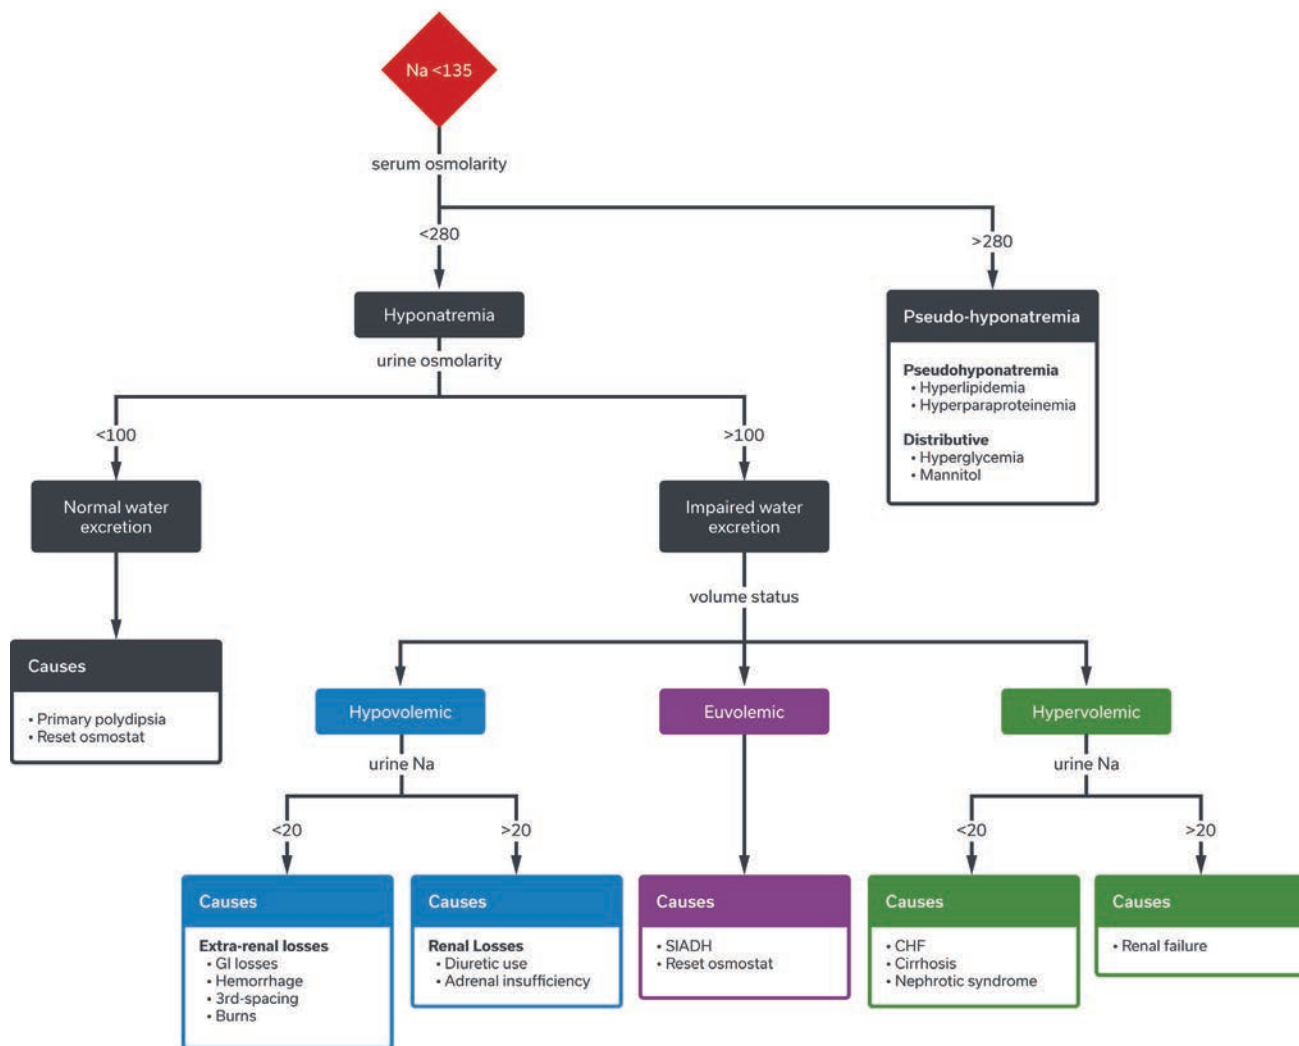 Na <135
serum osmolarity
<280
>280
Hyponatremia
Pseudo-hyponatremia
Pseudohyponatremia
• Hyperlipidemia
• Hyperparaproteinemia
Distributive
• Hyperglycemia
• Mannitol
urine osmolarity
<100
>100
Normal water
excretion
Impaired water
excretion
volume status
Causes
• Primary polydipsia
• Reset osmostat
Hypovolemic
Euvolemic
Hypervolemic
urine Na
urine Na
<20
>20
<20
>20
Causes
Extra-renal losses
• GI losses
• Hemorrhage
• 3rd-spacing
• Burns
Causes
Renal Losses
• Diuretic use
• Adrenal insufficiency
Causes
• SIADH
• Reset osmostat
Causes
• CHF
• Cirrhosis
• Nephrotic syndrome
Causes
• Renal failure